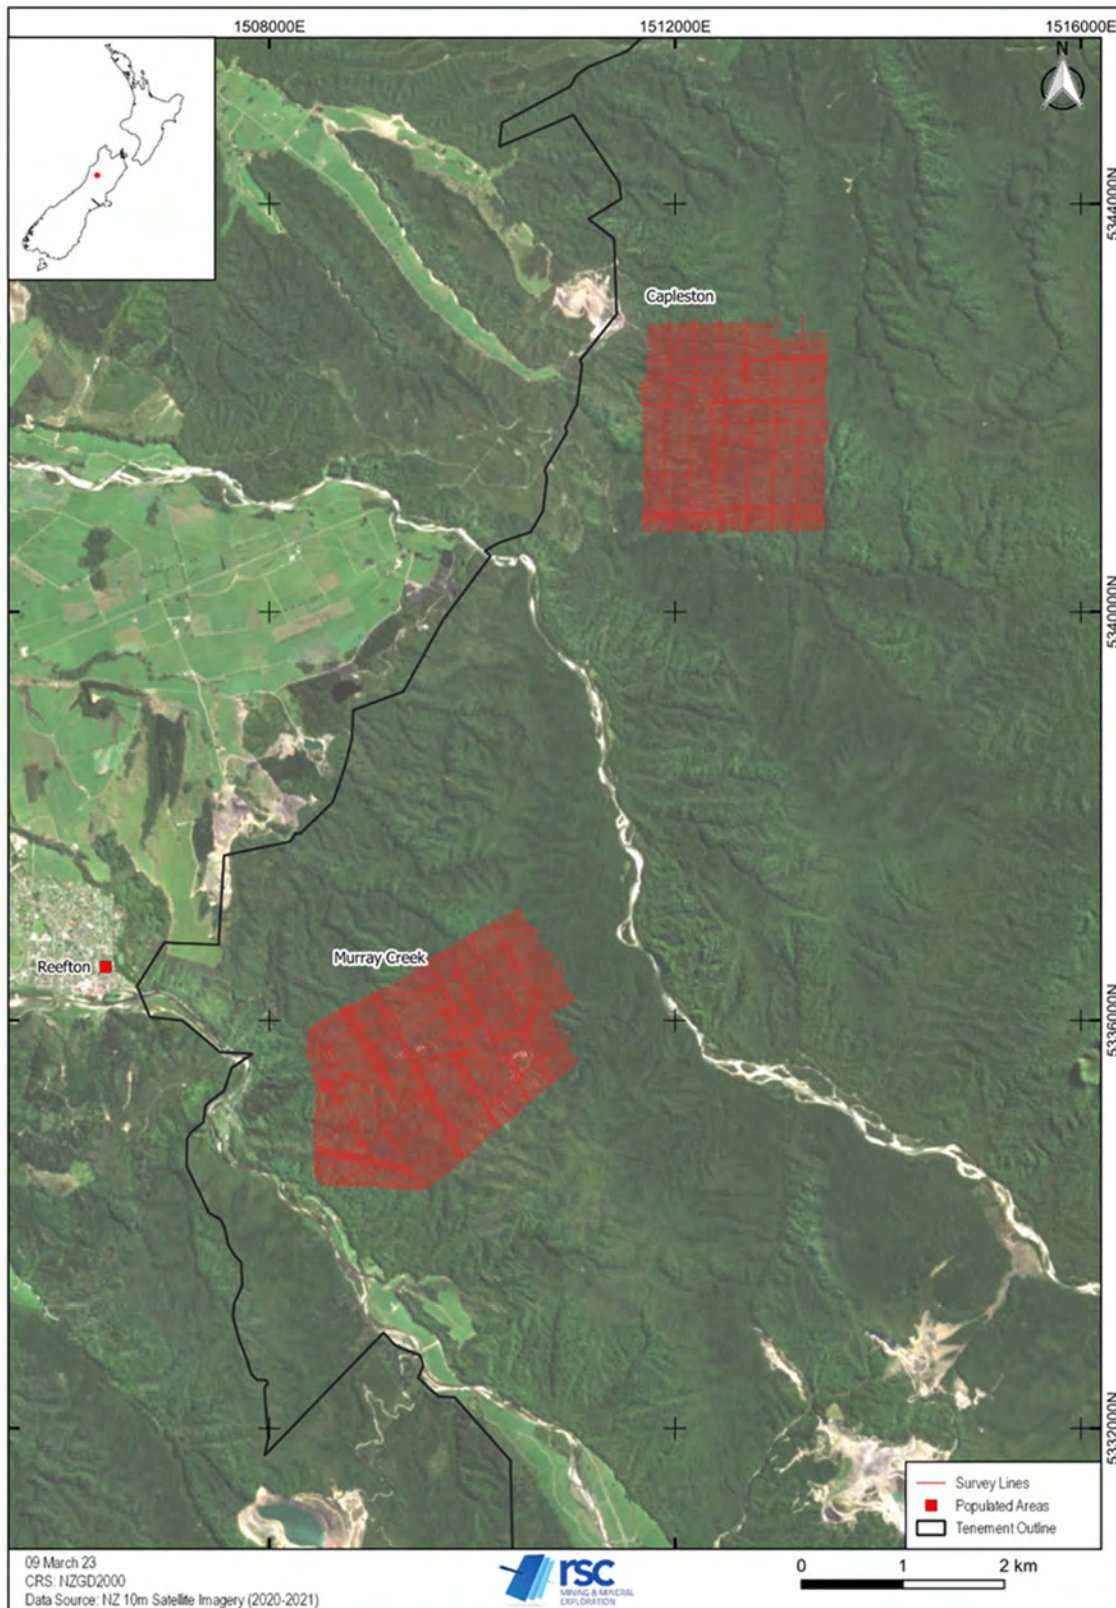 1508000E
1512000E
1516000E
N
5344000N
Capleston
5340000N
Reefton
Murray Creek
5336000N
5332000N
Survey Lines
Populated Areas
Tenement Outline
09 March 23
CRS: NZGD2000
Data Source: NZ 10m Satellite Imagery (2020-2021)
rsc
MINING & MINERAL
EXPLORATION
0 1 2 km